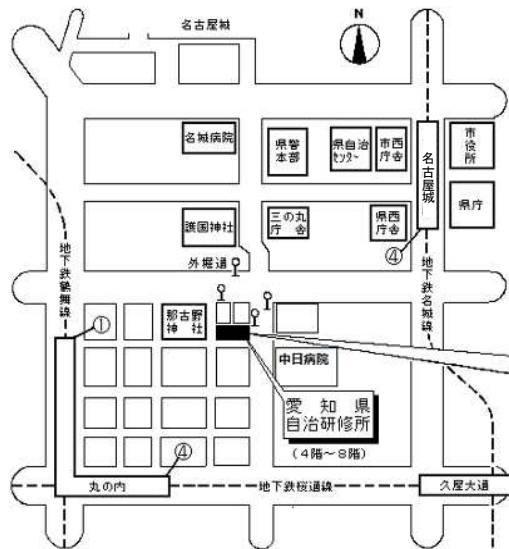 名古屋城
N
名城病院
県警
本部
県自治
センター
市西
庁舎
名古屋城
市役所
県庁
護国神社
三の丸
庁舎
県西
庁舎
④
外堀通
地下鉄鶴舞線
地下鉄名城線
①
那古野
神社
中日病院
愛知県
自治研修所
(4階～8階)
④
丸の内
地下鉄桜通線
久屋大通